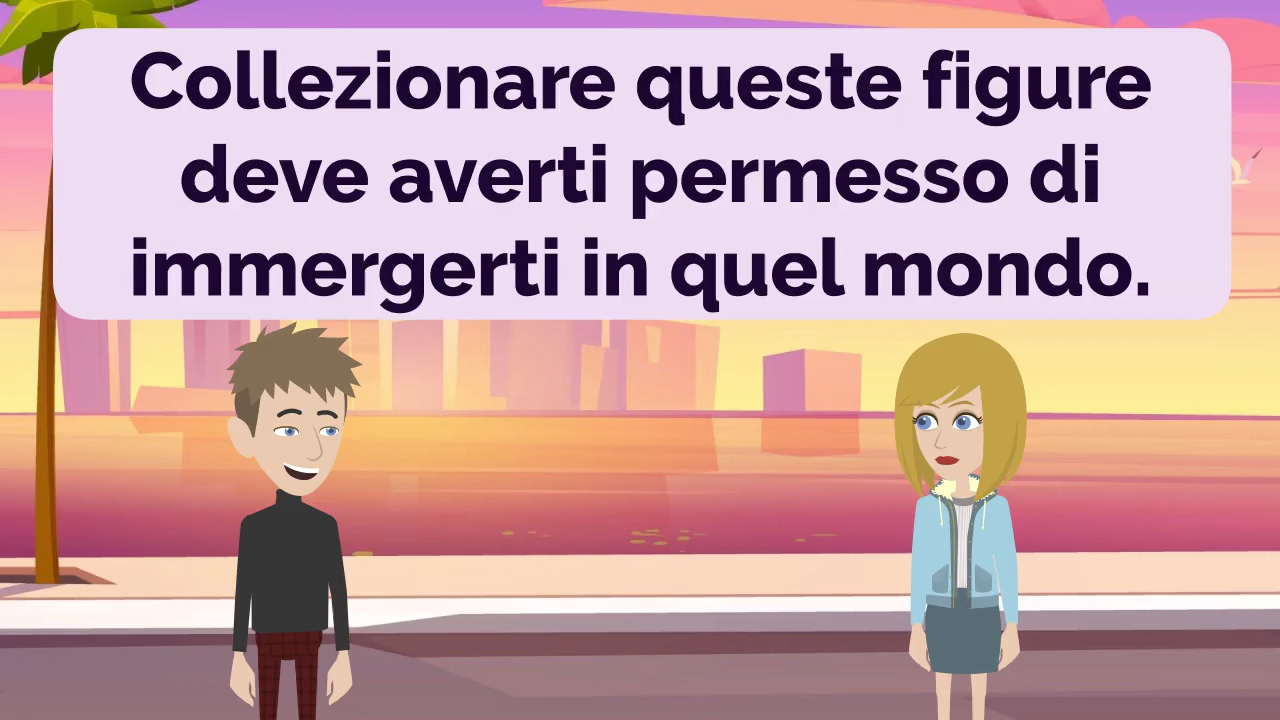 Collezionare queste figure
deve averti permesso di
immergerti in quel mondo.